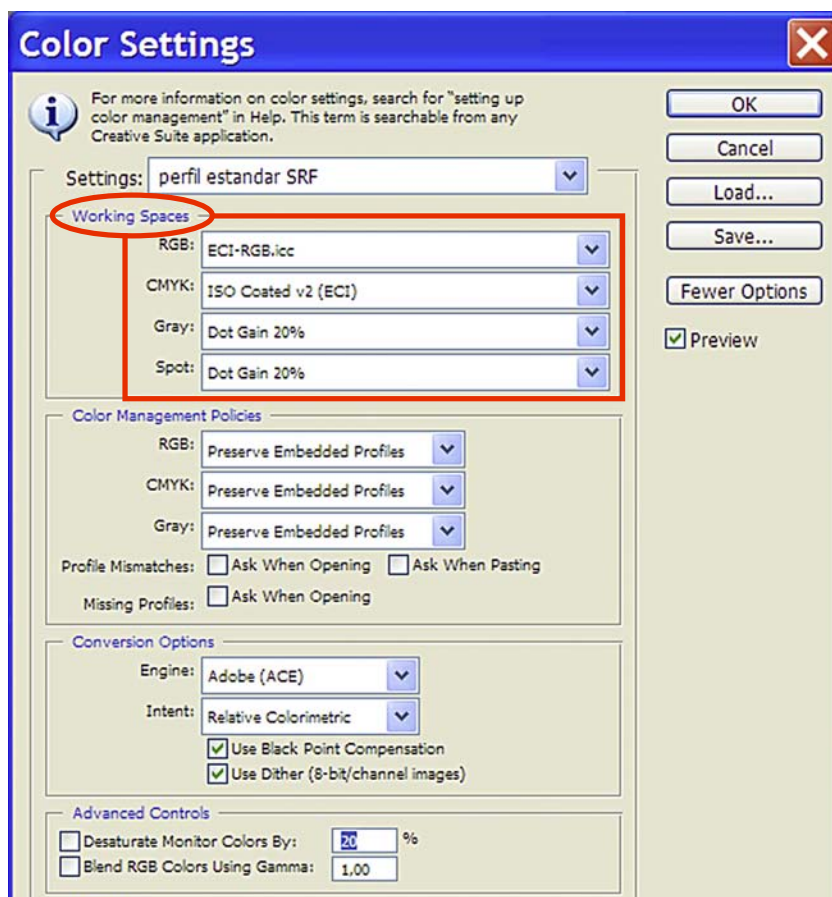 Color Settings
For more information on color settings, search for "setting up
color management" in Help. This term is searchable from any
Creative Suite application.
Settings: perfil estandar SRF
Working Spaces
RGB: ECI-RGB.icc
CMYK: ISO Coated v2 (ECI)
Gray: Dot Gain 20%
Spot: Dot Gain 20%
Color Management Policies
RGB: Preserve Embedded Profiles
CMYK: Preserve Embedded Profiles
Gray: Preserve Embedded Profiles
Profile Mismatches: Ask When Opening Ask When Pasting
Missing Profiles: Ask When Opening
Conversion Options
Engine: Adobe (ACE)
Intent: Relative Colorimetric
Use Black Point Compensation
Use Dither (8-bit/channel images)
Advanced Controls
Desaturate Monitor Colors By: 20 %
Blend RGB Colors Using Gamma: 1,00
OK
Cancel
Load...
Save...
Fewer Options
Preview